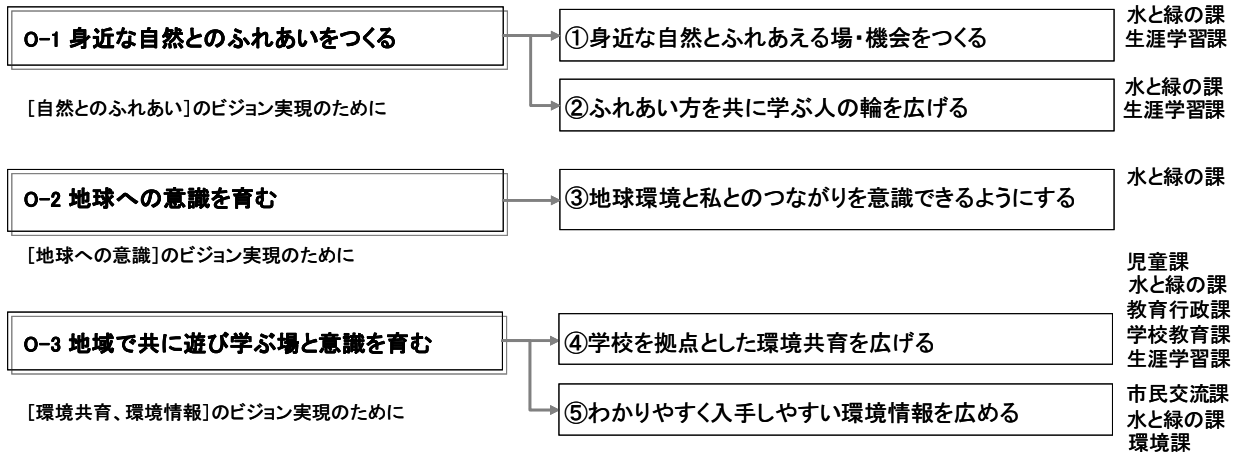 O-1 身近な自然とのふれあいをつくる
①身近な自然とふれあえる場・機会をつくる
水と緑の課
生涯学習課
[自然とのふれあい]のビジョン実現のために
②ふれあい方を共に学ぶ人の輪を広げる
水と緑の課
生涯学習課
O-2 地球への意識を育む
③地球環境と私とのつながりを意識できるようにする
水と緑の課
[地球への意識]のビジョン実現のために
O-3 地域で共に遊び学ぶ場と意識を育む
④学校を拠点とした環境共育を広げる
児童課
水と緑の課
教育行政課
学校教育課
生涯学習課
[環境共育、環境情報]のビジョン実現のために
⑤わかりやすく入手しやすい環境情報を広める
市民交流課
水と緑の課
環境課